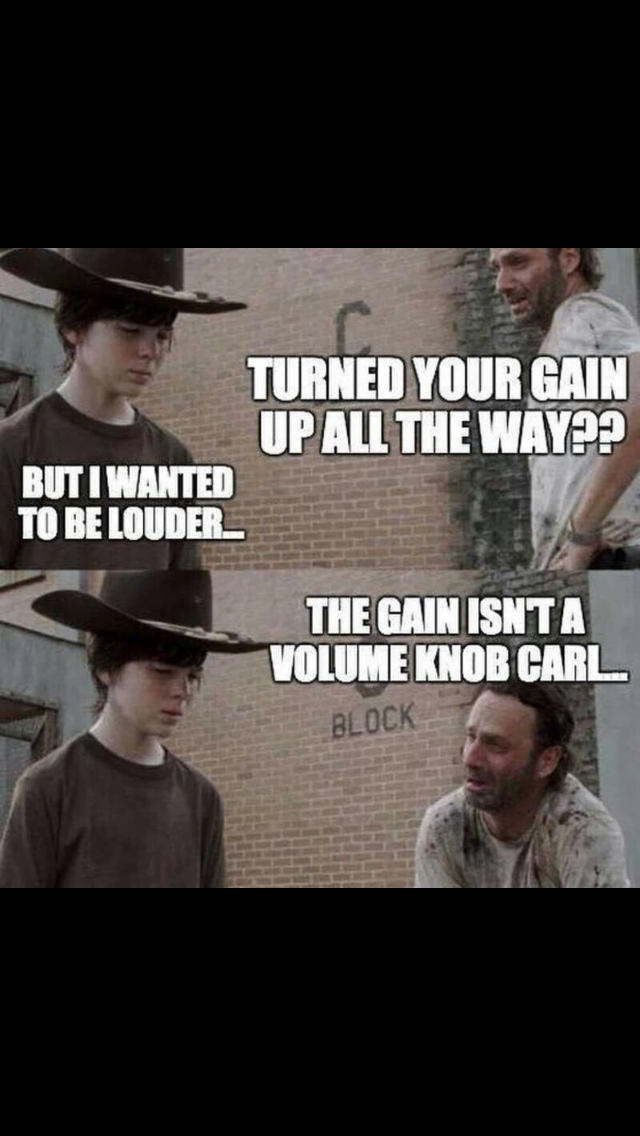 C
TURNED YOUR GAIN
UP ALL THE WAY??
BUT I WANTED
TO BE LOUDER...
THE GAIN ISN'T A
VOLUME KNOB CARL...
BLOCK